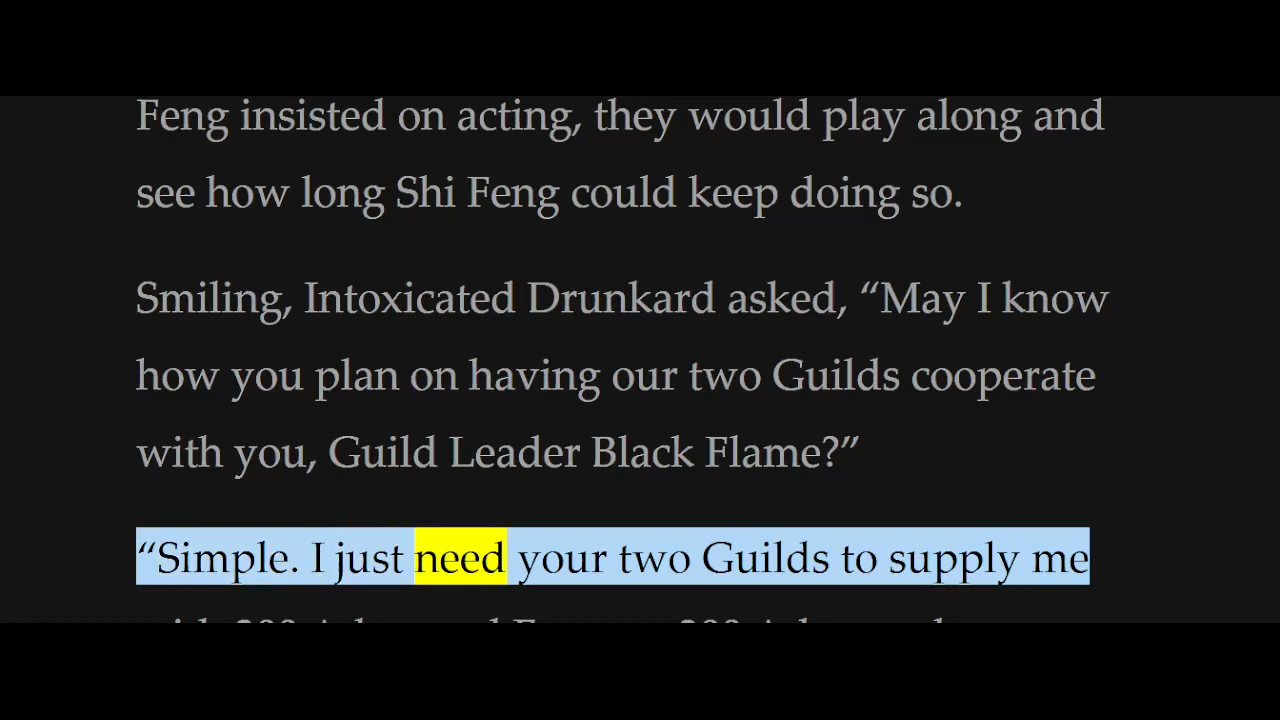 Feng insisted on acting, they would play along and
see how long Shi Feng could keep doing so.
Smiling, Intoxicated Drunkard asked, “May I know
how you plan on having our two Guilds cooperate
with you, Guild Leader Black Flame?”
“Simple. I just need your two Guilds to supply me